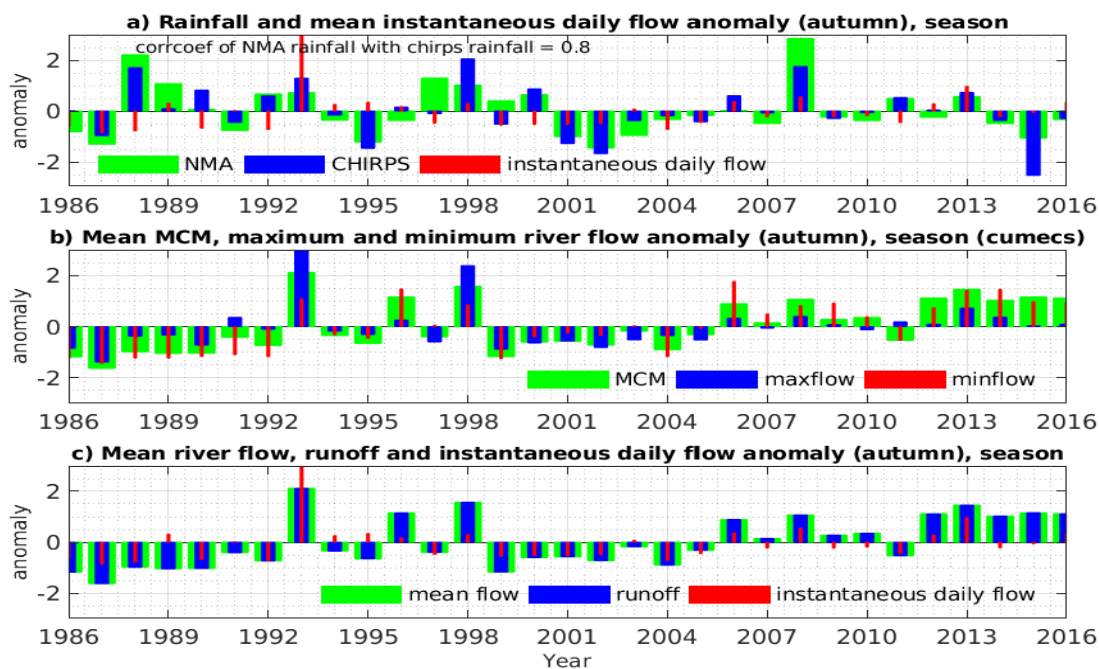 a) Rainfall and mean instantaneous daily flow anomaly (autumn), season
corrcoef of NMA rainfall with chirps rainfall = 0.8
2
0
-2
anomaly
NMA CHIRPS instantaneous daily flow
1986 1989 1992 1995 1998 2001 2004 2007 2010 2013 2016
b) Mean MCM, maximum and minimum river flow anomaly (autumn), season (cumecs)
2
0
-2
anomaly
MCM maxflow minflow
1986 1989 1992 1995 1998 2001 2004 2007 2010 2013 2016
c) Mean river flow, runoff and instantaneous daily flow anomaly (autumn), season
2
0
-2
anomaly
mean flow runoff instantaneous daily flow
1986 1989 1992 1995 1998 2001 2004 2007 2010 2013 2016
Year